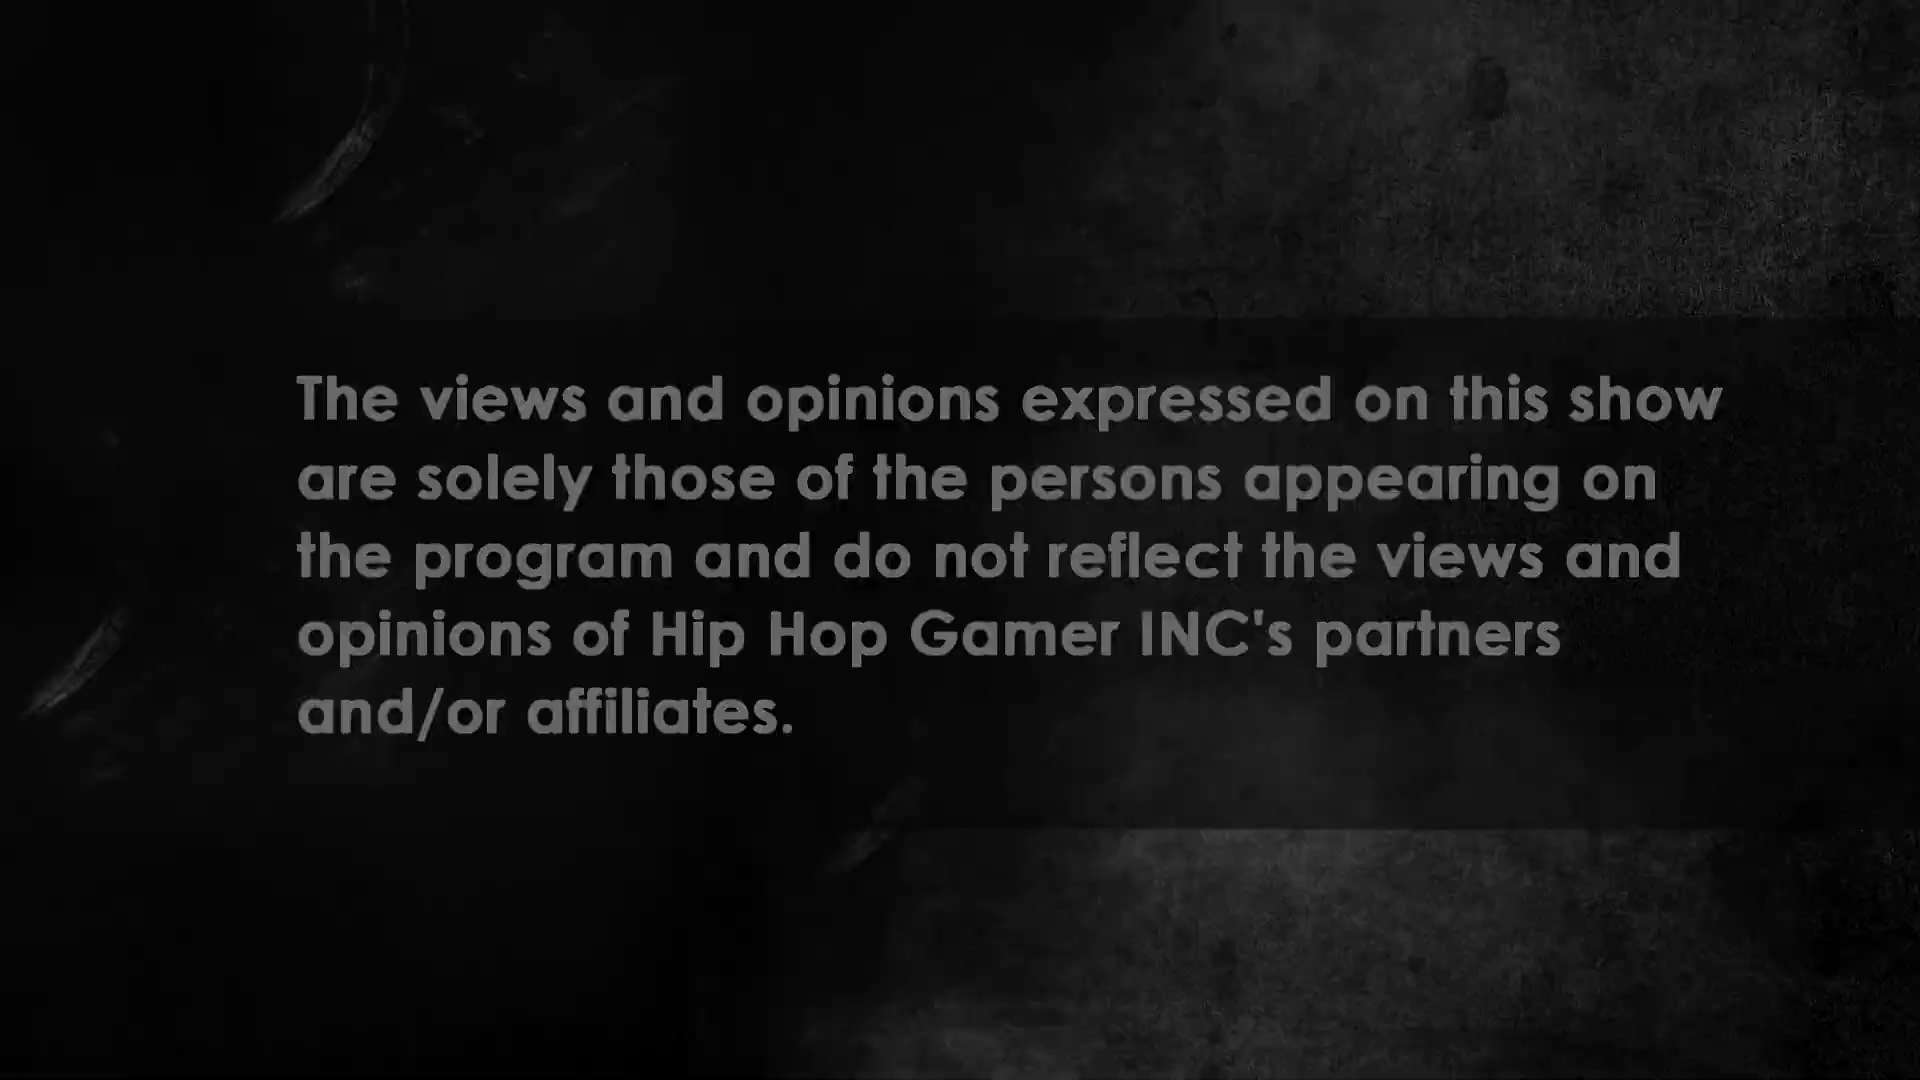 The views and opinions expressed on this show
are solely those of the persons appearing on
the program and do not reflect the views and
opinions of Hip Hop Gamer INC's partners
and/or affiliates.